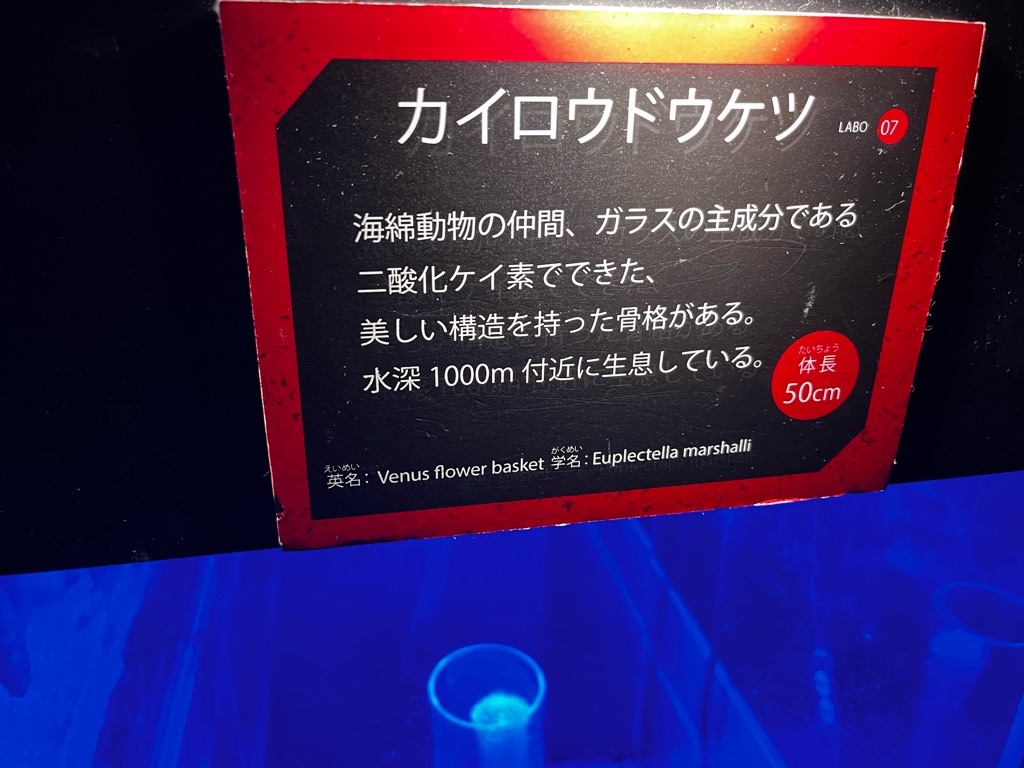 カイロウドウケツ
LABO 07
海綿動物の仲間、ガラスの主成分である
二酸化ケイ素でできた、
美しい構造を持った骨格がある。
水深 1000m 付近に生息している。
たいちょう
体長
50cm
えいめい がくめい
英名: Venus flower basket 学名: Euplectella marshalli